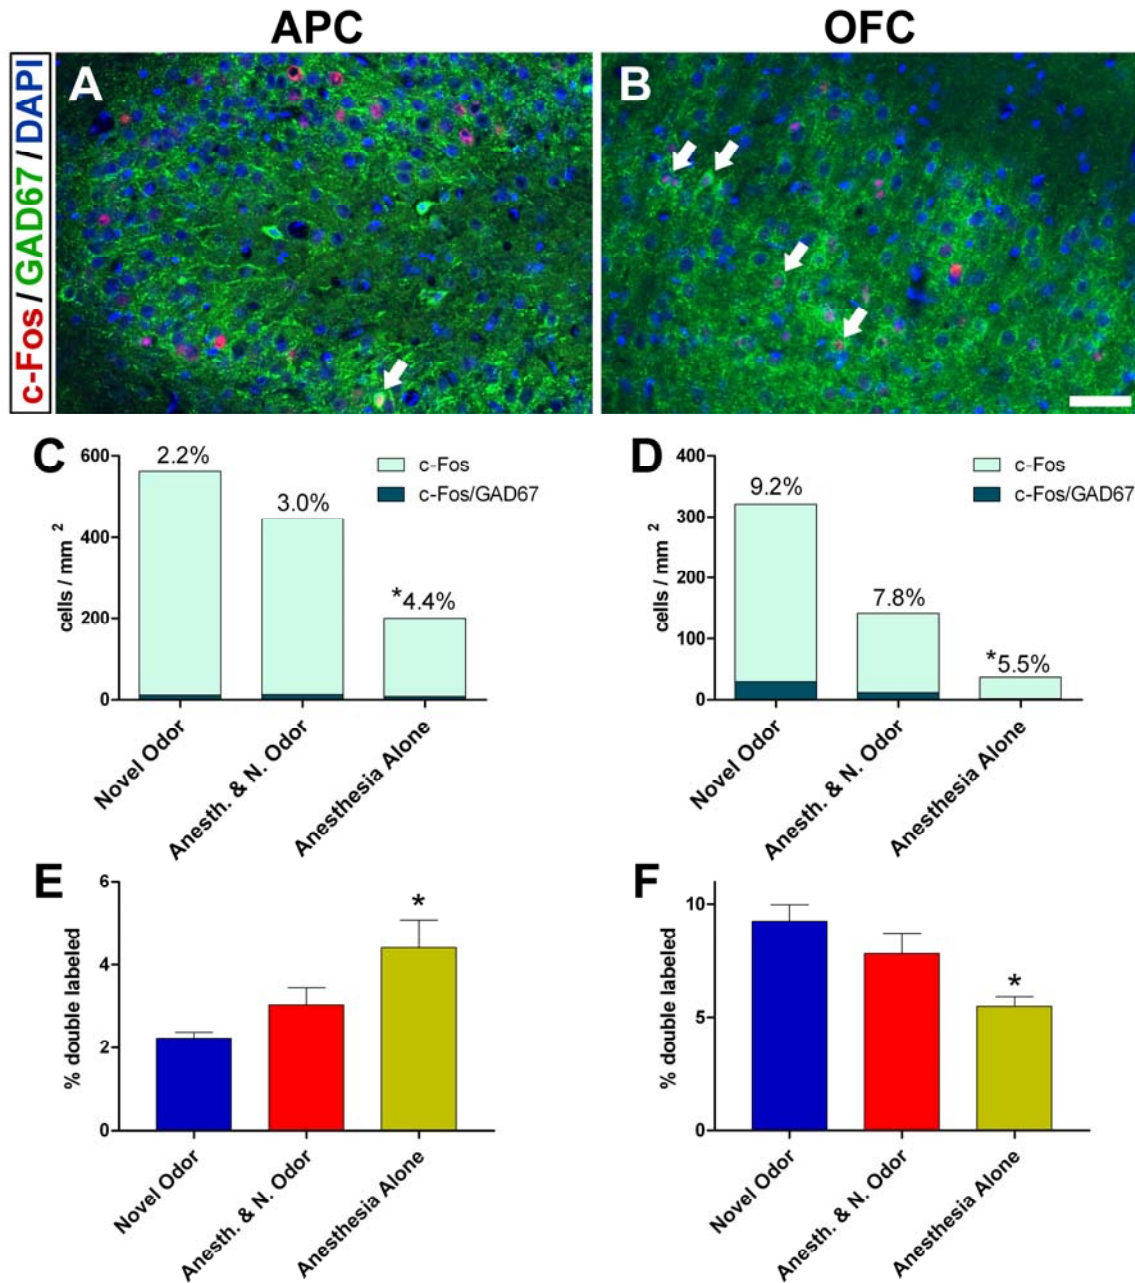 APC
OFC
c-Fos / GAD67 / DAPI
A
B
C
600
400
200
0
cells / mm 2
2.2%
3.0%
*4.4%
c-Fos
c-Fos/GAD67
Novel Odor
Anesth. & N. Odor
Anesthesia Alone
D
400
300
200
100
0
cells / mm 2
9.2%
7.8%
*5.5%
c-Fos
c-Fos/GAD67
Novel Odor
Anesth. & N. Odor
Anesthesia Alone
E
6
4
2
0
% double labeled
*
Novel Odor
Anesth. & N. Odor
Anesthesia Alone
F
10
5
0
% double labeled
*
Novel Odor
Anesth. & N. Odor
Anesthesia Alone